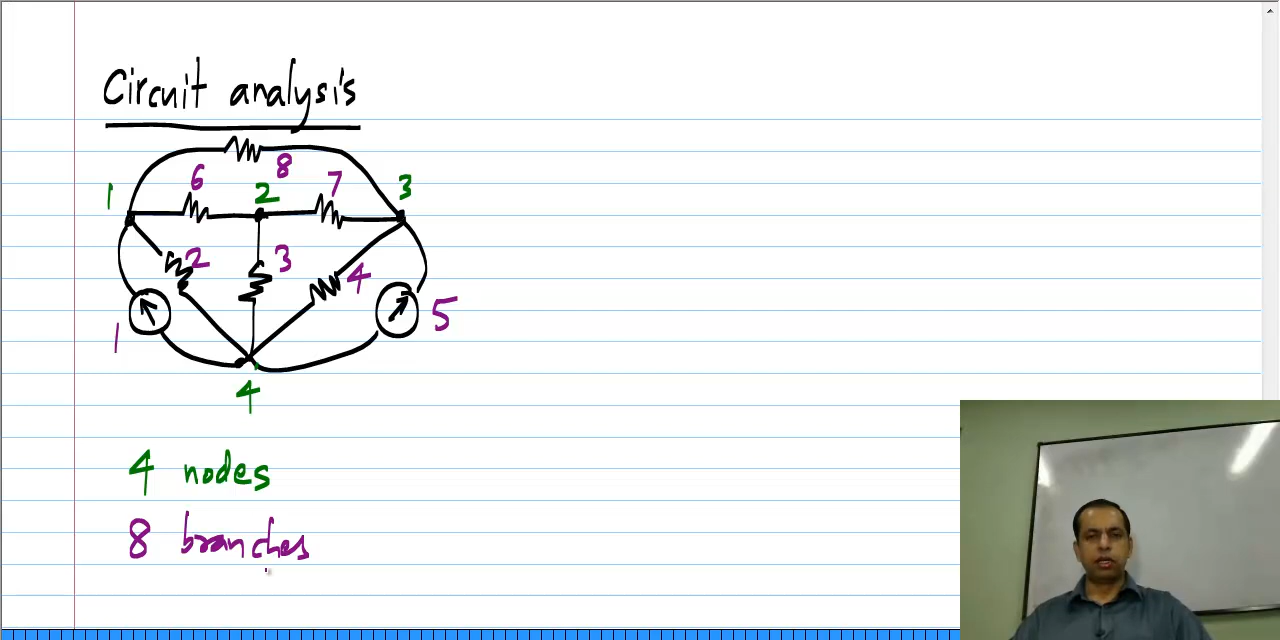 Circuit analysis
8
6 2 7
1 3
2 3 4
1 5
4
4 nodes
8 branches